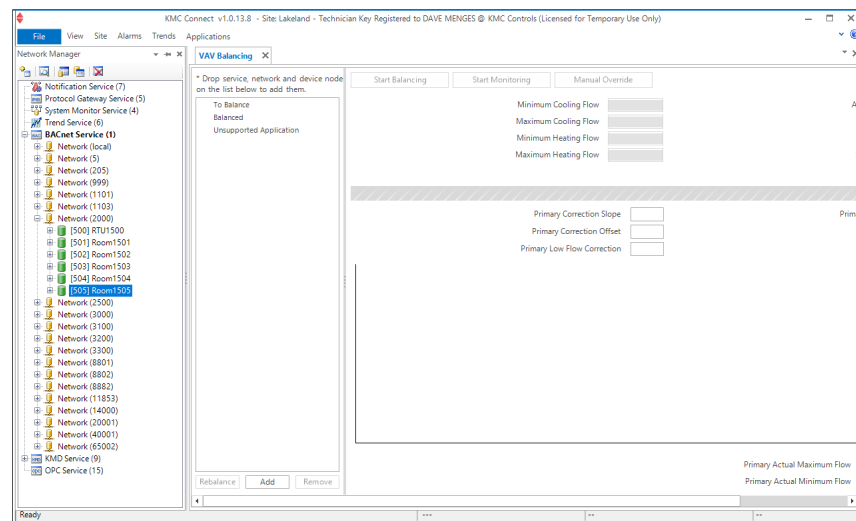 KMC Connect v1.0.13.8 - Site: Lakeland - Technician Key Registered to DAVE MENGES @ KMC Controls (Licensed for Temporary Use Only)
File View Site Alarms Trends Applications
Network Manager
VAV Balancing
Notification Service (7)
Protocol Gateway Service (5)
System Monitor Service (4)
Trend Service (6)
BACnet Service (1)
Network (local)
Network (5)
Network (205)
Network (999)
Network (1101)
Network (1103)
Network (2000)
[500] RTU1500
[501] Room1501
[502] Room1502
[503] Room1503
[504] Room1504
[505] Room1505
Network (2500)
Network (3000)
Network (3100)
Network (3200)
Network (3300)
Network (8801)
Network (8802)
Network (8882)
Network (11853)
Network (14000)
Network (20001)
Network (40001)
Network (65002)
KMD Service (9)
OPC Service (15)
* Drop service, network and device node
on the list below to add them.
To Balance
Balanced
Unsupported Application
Rebalance Add Remove
Start Balancing Start Monitoring Manual Override
Minimum Cooling Flow A
Maximum Cooling Flow
Minimum Heating Flow
Maximum Heating Flow
Primary Correction Slope Prim
Primary Correction Offset
Primary Low Flow Correction
Primary Actual Maximum Flow
Primary Actual Minimum Flow
Ready --- -- --